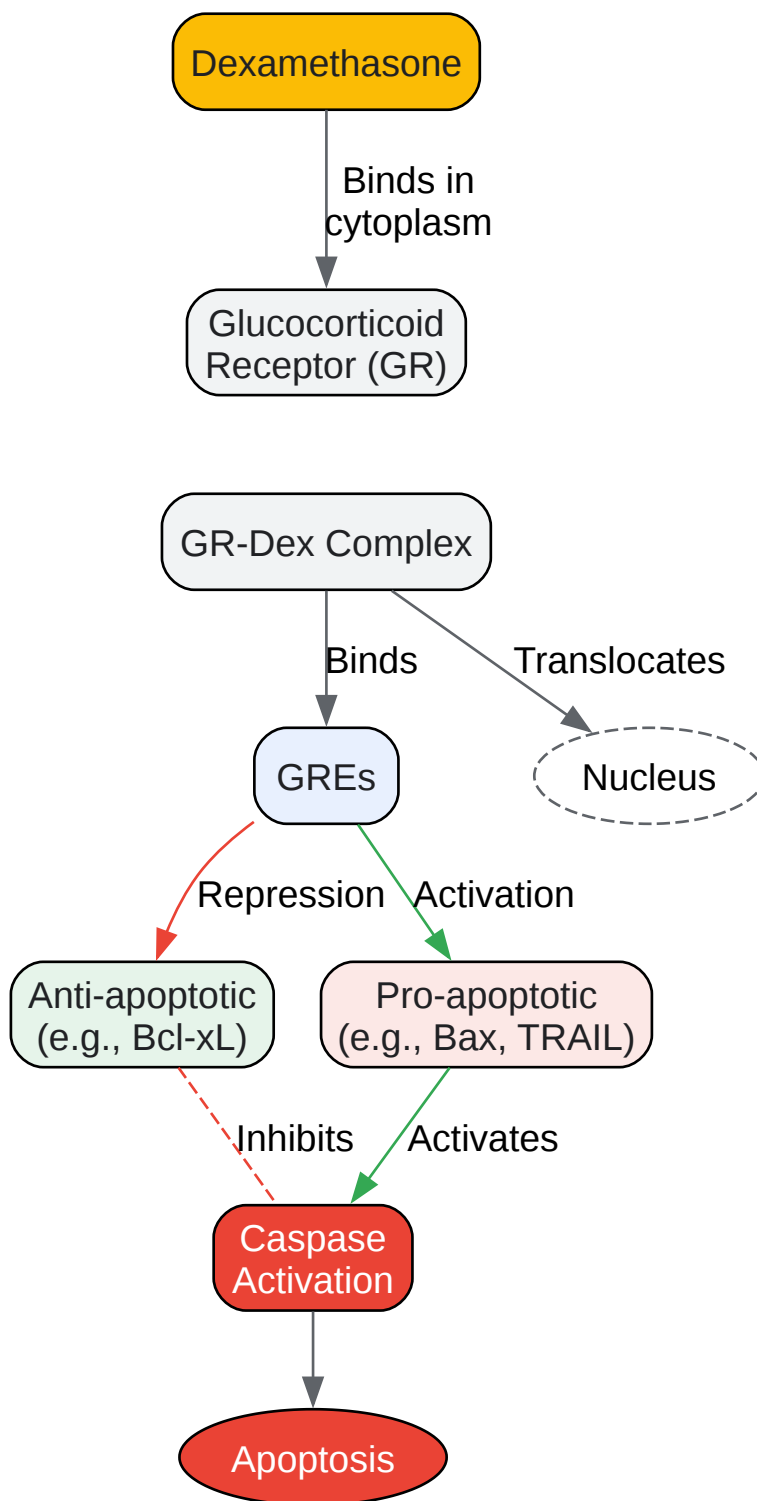 Dexamethasone
Binds in
cytoplasm
Glucocorticoid
Receptor (GR)
GR-Dex Complex
Binds
Translocates
GREs
Nucleus
Repression
Activation
Anti-apoptotic
(e.g., Bcl-xL)
Pro-apoptotic
(e.g., Bax, TRAIL)
Inhibits
Activates
Caspase
Activation
Apoptosis